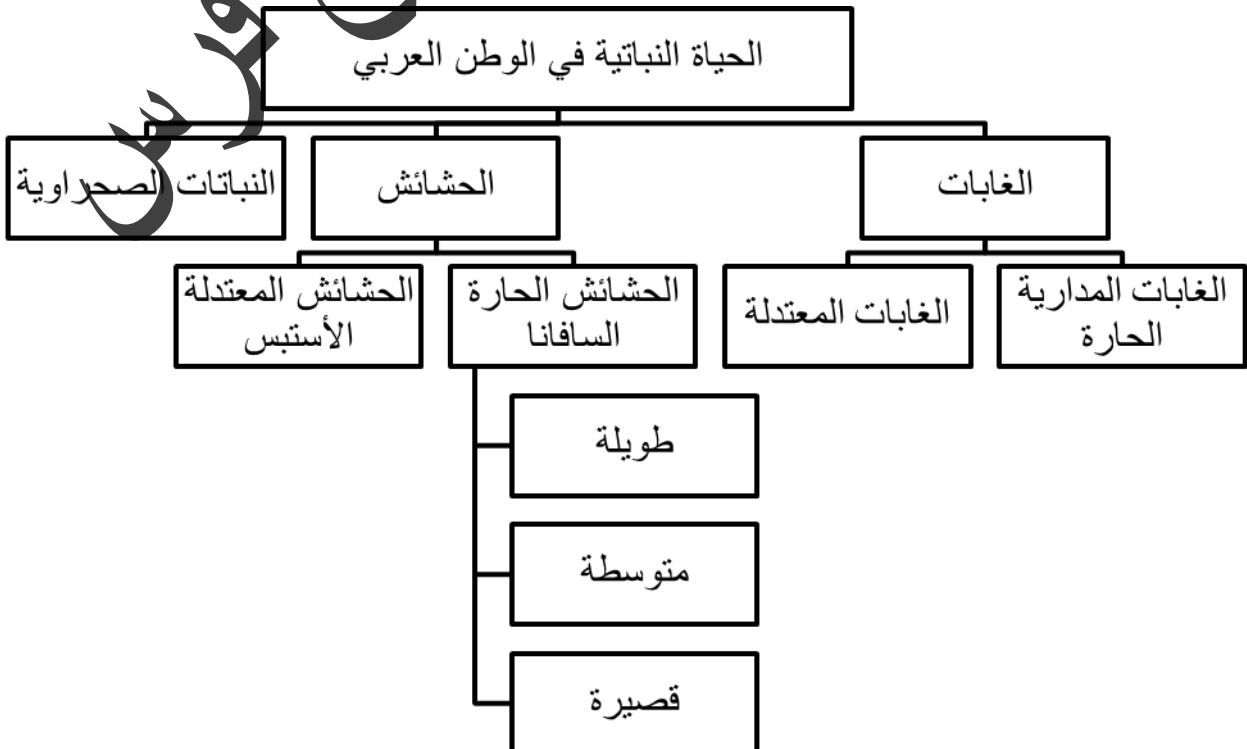 الحياة النباتية في الوطن العربي
الغابات
الحشائش
النباتات الصحراوية
الغابات المدارية
الحارة
الغابات المعتدلة
الحشائش الحارة
السافانا
الحشائش المعتدلة
الأستبس
طويلة
متوسطة
قصيرة